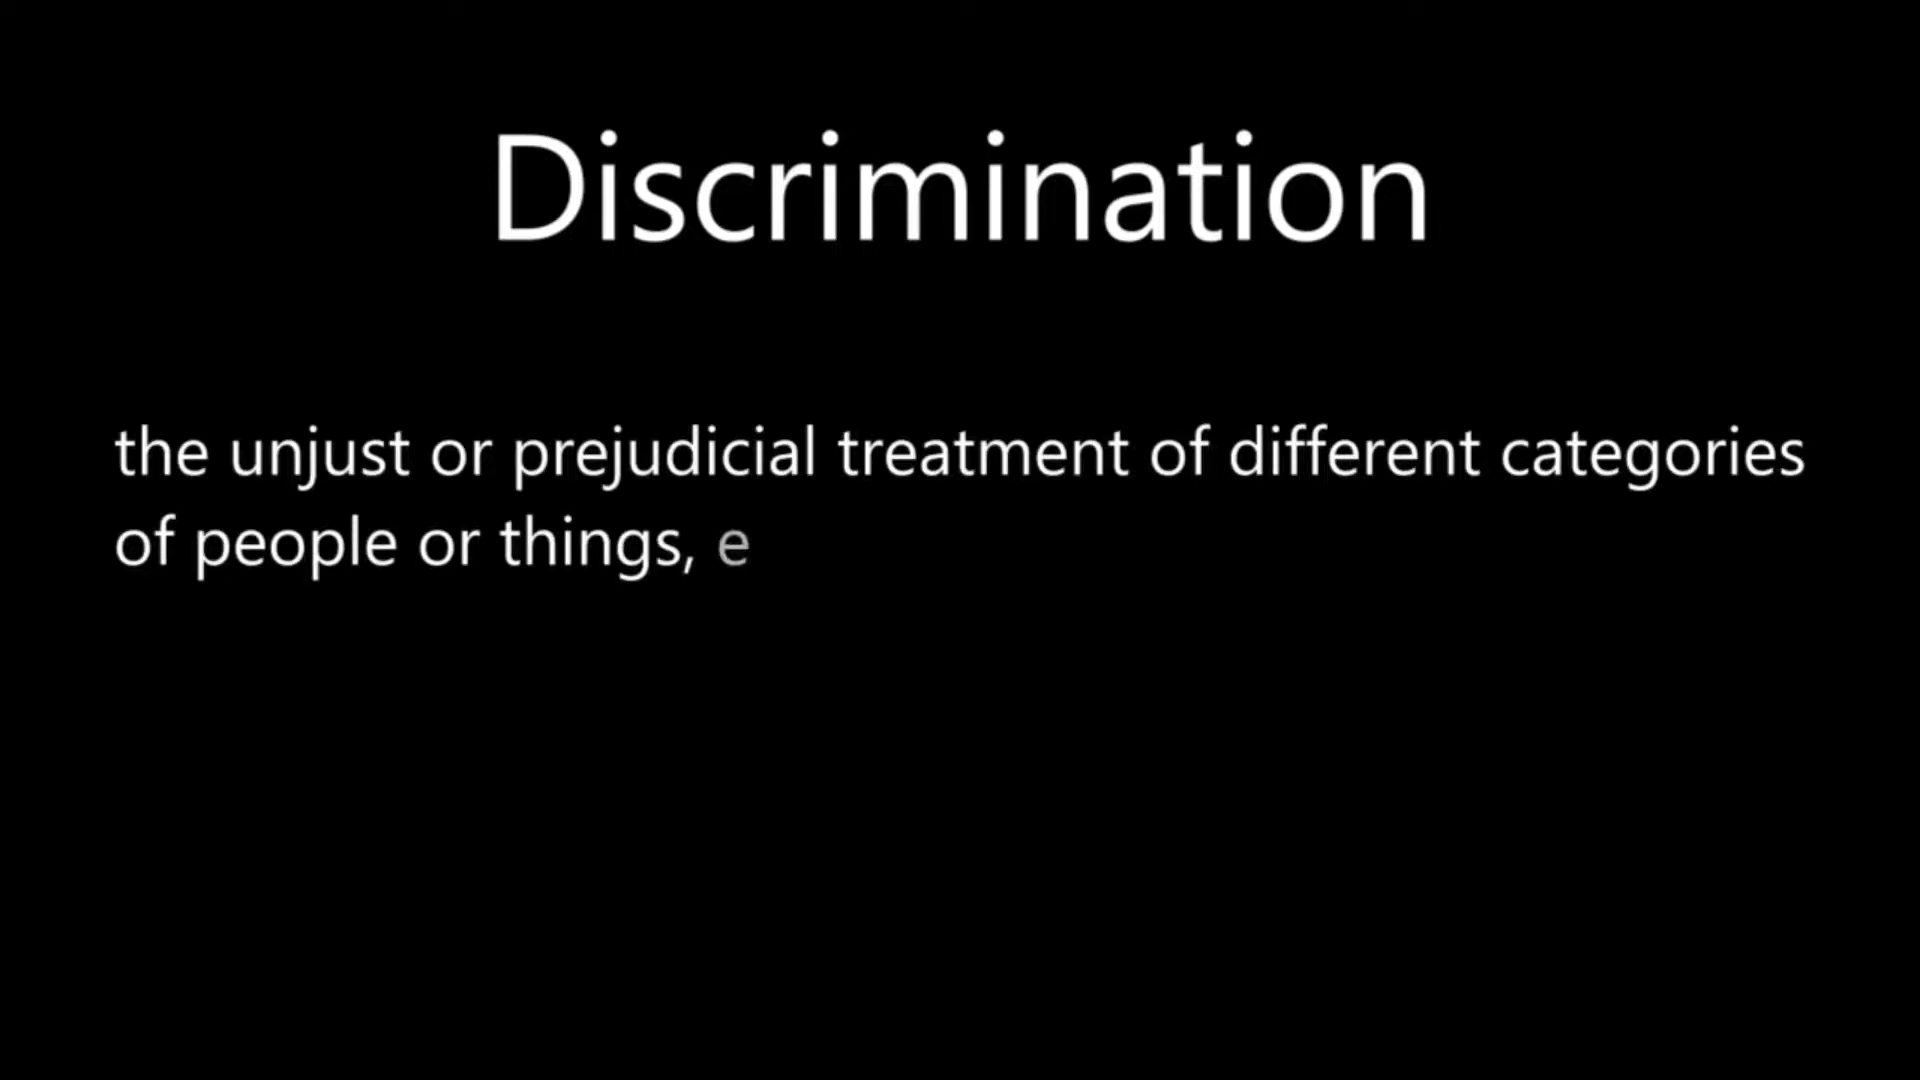 Discrimination
the unjust or prejudicial treatment of different categories
of people or things, e